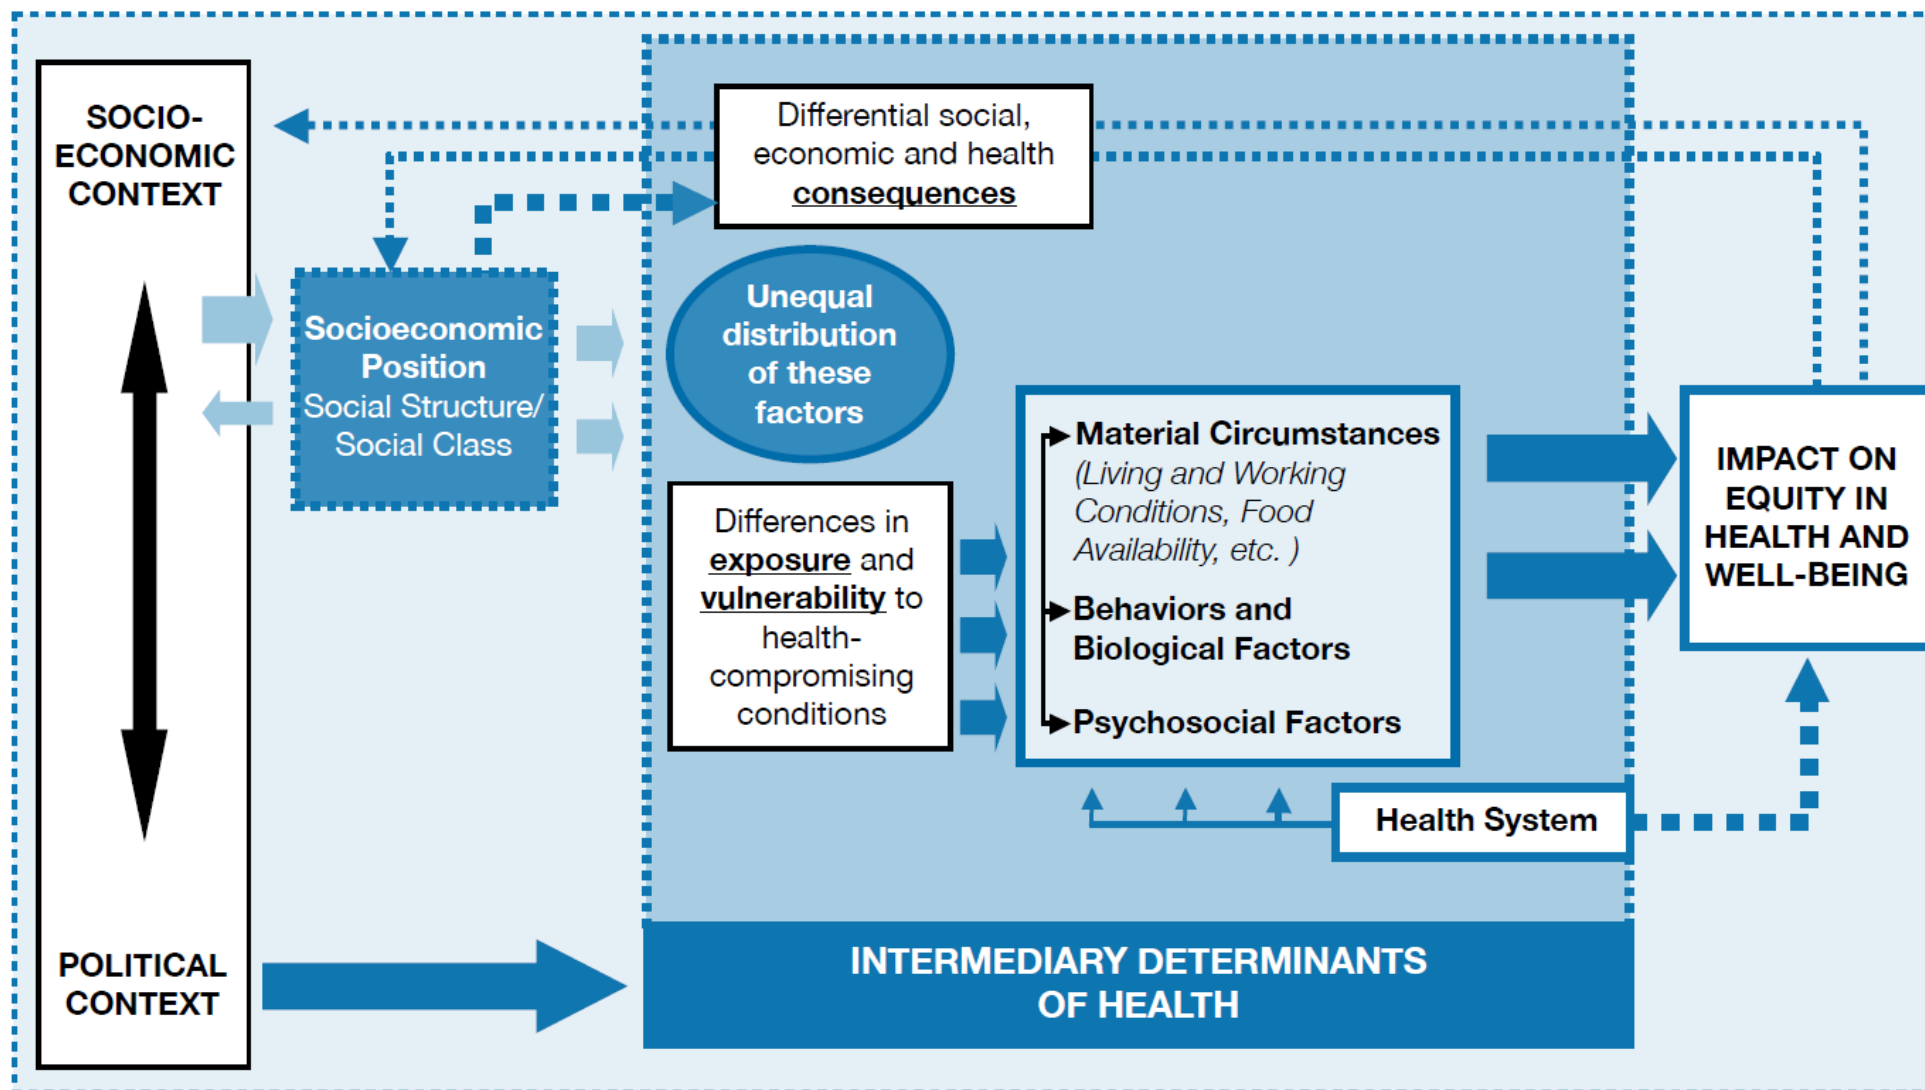 SOCIO-
ECONOMIC
CONTEXT
POLITICAL
CONTEXT
Socioeconomic
Position
Social Structure/
Social Class
Differential social,
economic and health
consequences
Unequal
distribution
of these
factors
Differences in
exposure and
vulnerability to
health-
compromising
conditions
Material Circumstances
(Living and Working
Conditions, Food
Availability, etc. )
Behaviors and
Biological Factors
Psychosocial Factors
Health System
INTERMEDIARY DETERMINANTS
OF HEALTH
IMPACT ON
EQUITY IN
HEALTH AND
WELL-BEING